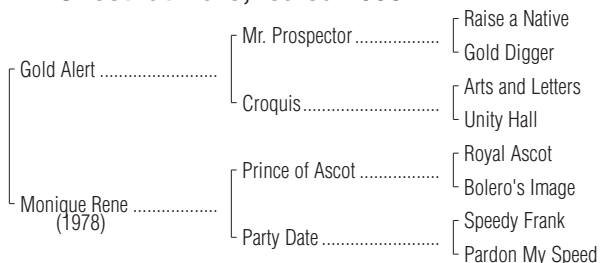 Raise a Native
Mr. Prospector ..................
Gold Digger
Gold Alert .........................
Arts and Letters
Croquis.............................
Unity Hall
Royal Ascot
Prince of Ascot .................
Bolero's Image
Monique Rene ..................
(1978)
Speedy Frank
Party Date .........................
Pardon My Speed